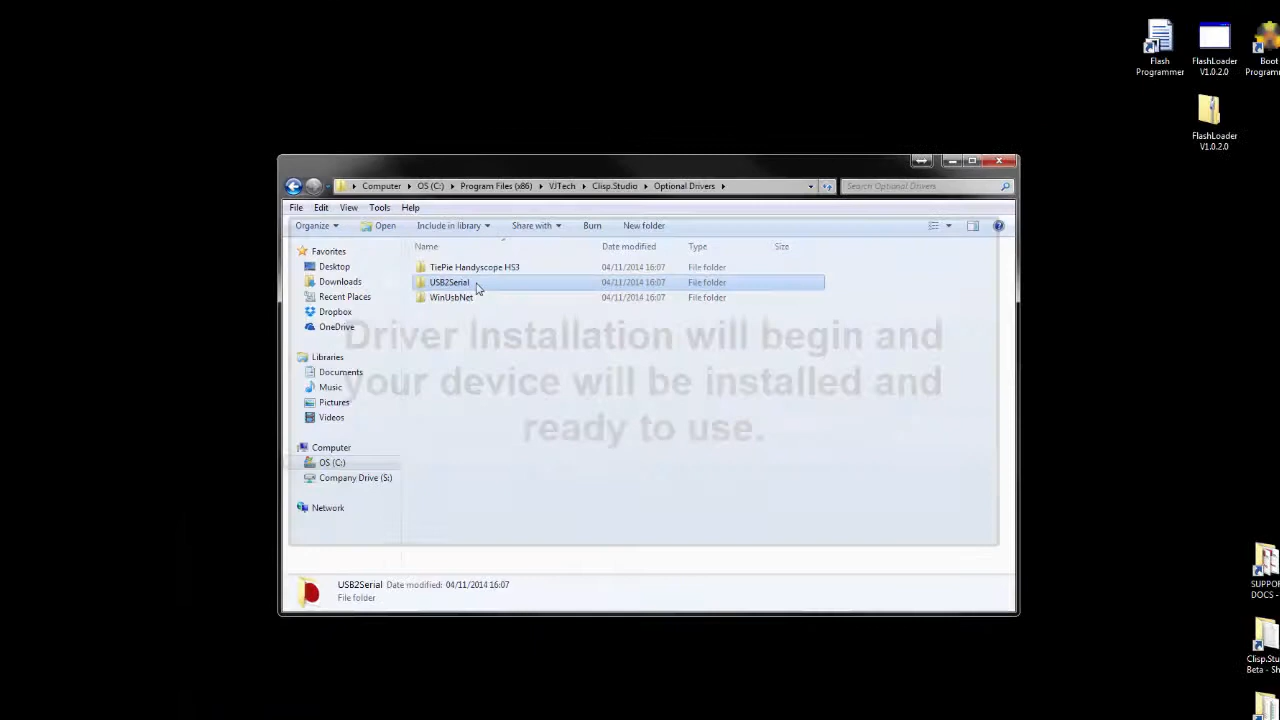 Flash
Programmer
FlashLoader
V1.0.2.0
Boot
Program
FlashLoader
V1.0.2.0
Computer OS (C:) Program Files (x86) VJTech Clisp.Studio Optional Drivers
Search Optional Drivers
File Edit View Tools Help
Organize Open Include in library Share with Burn New folder
Name Date modified Type Size
Favorites
Desktop
Downloads
Recent Places
Dropbox
OneDrive
Libraries
Documents
Music
Pictures
Videos
Computer
OS (C:)
Company Drive (S:)
Network
TiePie Handyscope HS3 04/11/2014 16:07 File folder
USB2Serial 04/11/2014 16:07 File folder
WinUsbNet 04/11/2014 16:07 File folder
Driver Installation will begin and
your device will be installed and
ready to use.
USB2Serial Date modified: 04/11/2014 16:07
File folder
SUPPO
DOCS -
Clisp.Stu
Beta - Sh